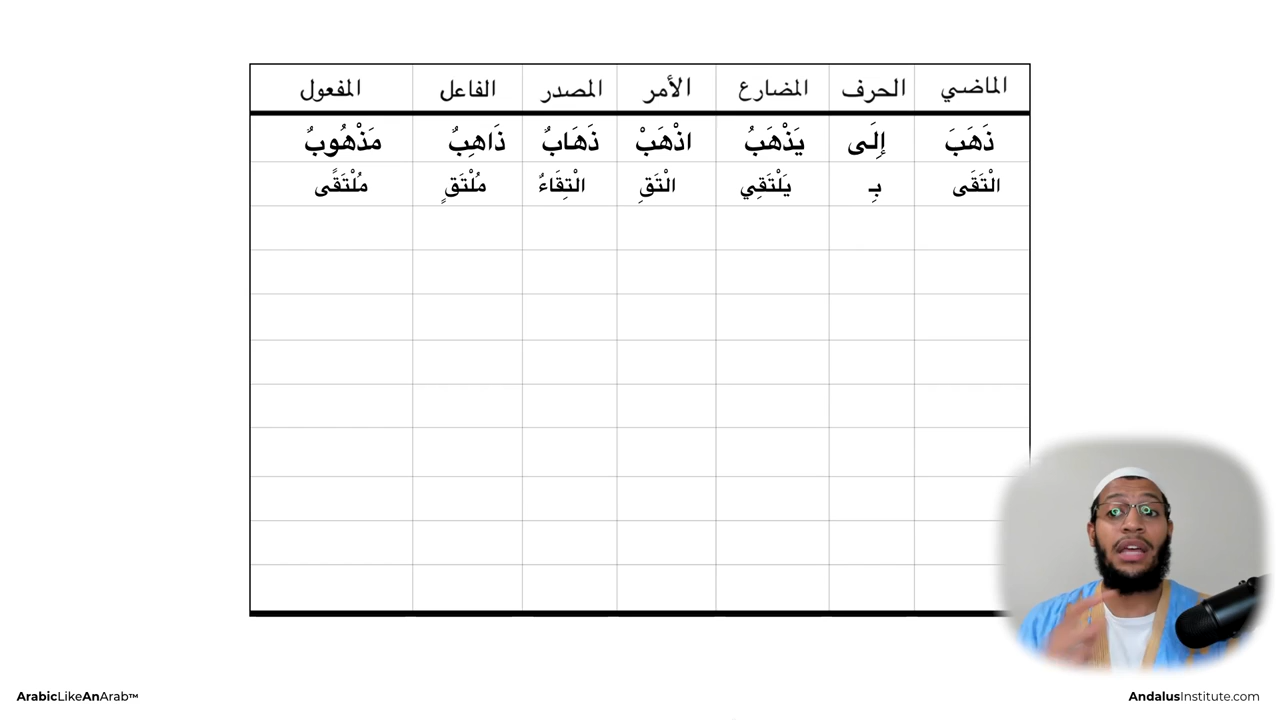 الماضي الحرف المضارع الأمر المصدر الفاعل المفعول
ذَهَبَ إِلَى يَذْهَبُ اذْهَبْ ذَهَابٌ ذَاهِبٌ مَذْهُوبٌ
الْتَقَى بِـ يَلْتَقِي الْتَقِ الْتِقَاءٌ مُلْتَقٍ مُلْتَقًى
ArabicLikeAnArab™
AndalusInstitute.com